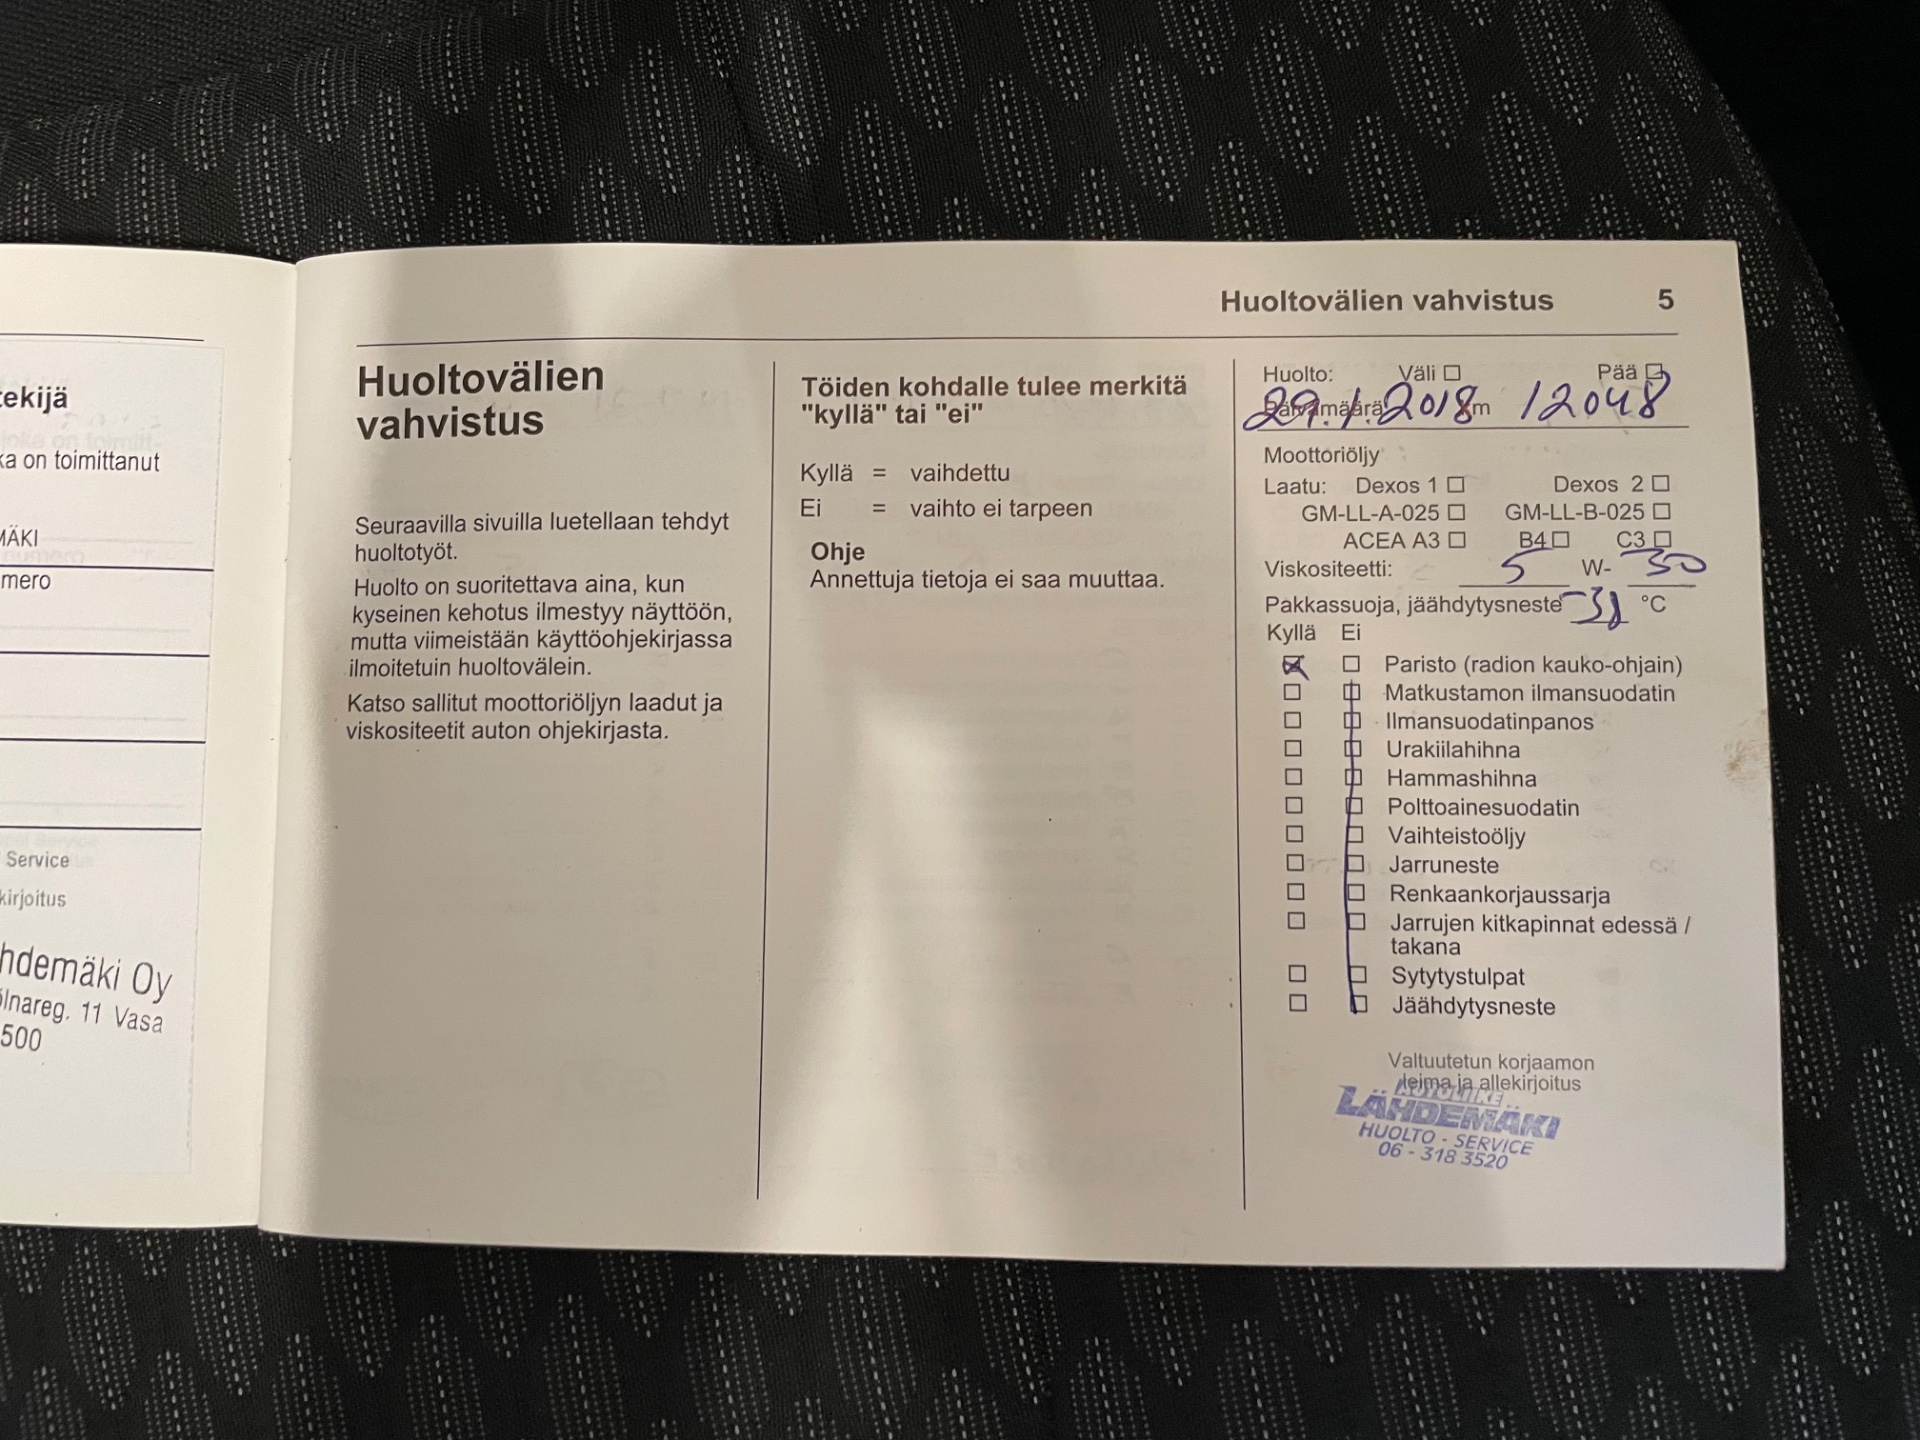 ekijä
ka on toimittanut
MÄKI
mero
Service
kirjoitus
hdemäki Oy
ölnareg. 11 Vasa
500
Huoltovälien vahvistus 5
Huoltovälien
vahvistus
Seuraavilla sivuilla luetellaan tehdyt
huoltotyöt.
Huolto on suoritettava aina, kun
kyseinen kehotus ilmestyy näyttöön,
mutta viimeistään käyttöohjekirjassa
ilmoitetuin huoltovälein.
Katso sallitut moottoriöljyn laadut ja
viskositeetit auton ohjekirjasta.
Töiden kohdalle tulee merkitä
"kyllä" tai "ei"
Kyllä = vaihdettu
Ei = vaihto ei tarpeen
Ohje
Annettuja tietoja ei saa muuttaa.
Huolto: Väli Pää
Päivämäärä 29.1.2018 km 12048
Moottoriöljy
Laatu: Dexos 1 Dexos 2
GM-LL-A-025 GM-LL-B-025
ACEA A3 B4 C3
Viskositeetti: 5 W- 30
Pakkassuoja, jäähdytysneste °C
Kyllä Ei
Paristo (radion kauko-ohjain)
Matkustamon ilmansuodatin
Ilmansuodatinpanos
Urakiilahihna
Hammashihna
Polttoainesuodatin
Vaihteistoöljy
Jarruneste
Renkaankorjaussarja
Jarrujen kitkapinnat edessä /
takana
Sytytystulpat
Jäähdytysneste
Valtuutetun korjaamon
leima ja allekirjoitus
AUTOLIIKE
LÄHDEMÄKI
HUOLTO - SERVICE
06 - 318 3520